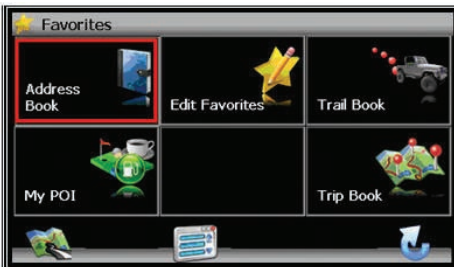 Favorites
Address
Book
Edit Favorites
Trail Book
My POI
Trip Book